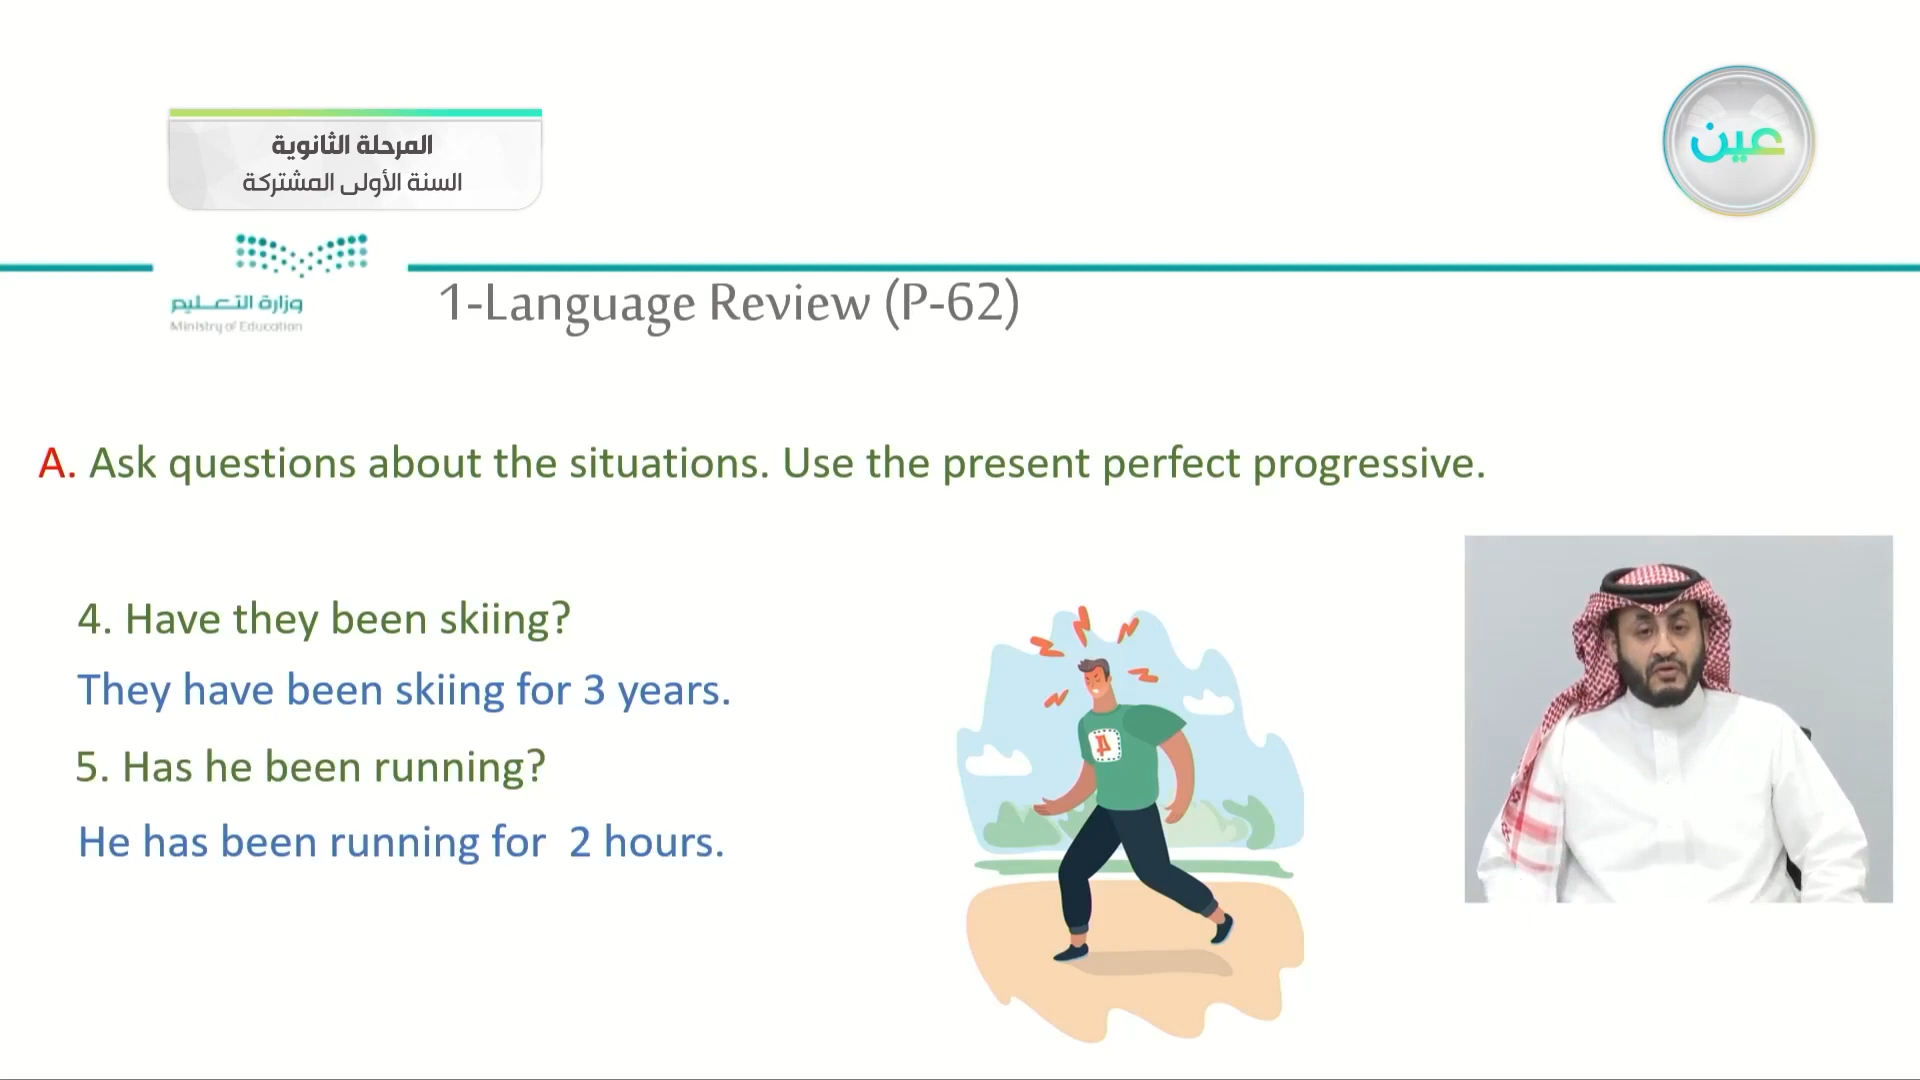 المرحلة الثانوية
السنة الأولى المشتركة
عين
وزارة التعليم
Ministry of Education
1-Language Review (P-62)
A. Ask questions about the situations. Use the present perfect progressive.
4. Have they been skiing?
They have been skiing for 3 years.
5. Has he been running?
He has been running for  2 hours.